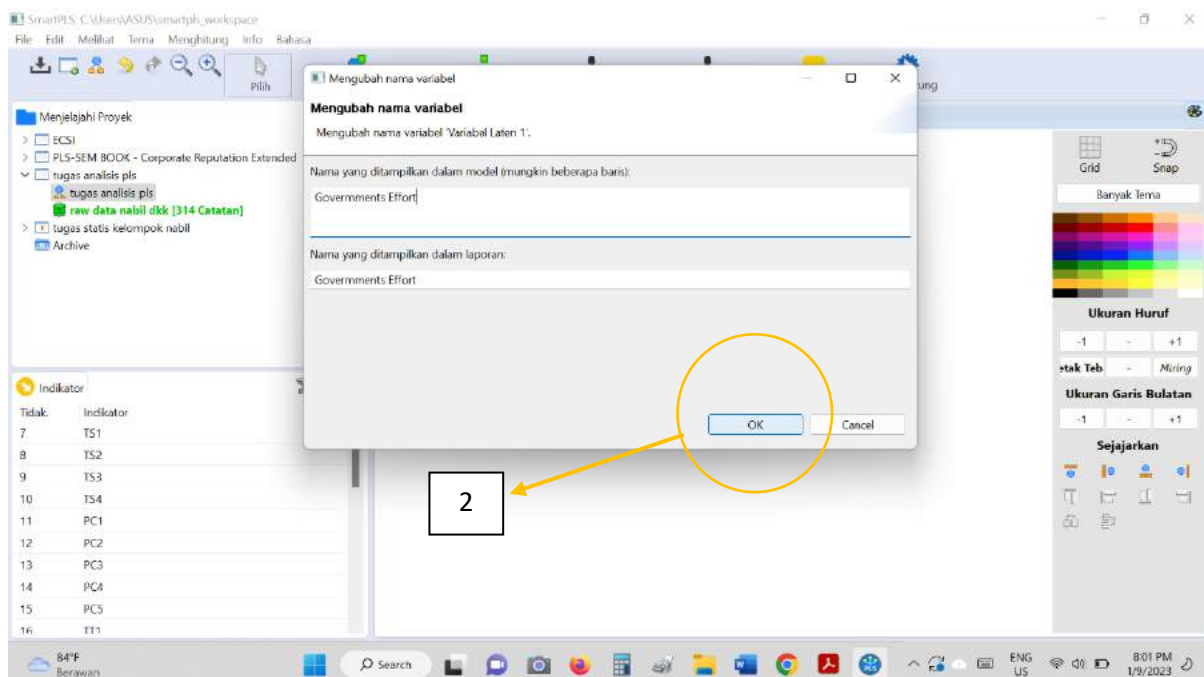 SmartPLS: C:\Users\ASUS\smartpls_workspace
File Edit Melihat Tema Menghitung Info Bahasa
Pilih
ung
Menjelajahi Proyek
ECSI
PLS-SEM BOOK - Corporate Reputation Extended
tugas analisis pls
tugas analisis pls
raw data nabil dkk [314 Catatan]
tugas statis kelompok nabil
Archive
Mengubah nama variabel
Mengubah nama variabel
Mengubah nama variabel 'Variabel Laten 1'.
Nama yang ditampilkan dalam model (mungkin beberapa baris):
Govermments Effort
Nama yang ditampilkan dalam laporan:
Govermments Effort
OK Cancel
2
Grid Snap
Banyak Tema
Ukuran Huruf
-1 - +1
etak Teb - Miring
Ukuran Garis Bulatan
-1 - +1
Sejajarkan
Indikator
Tidak. Indikator
7 TS1
8 TS2
9 TS3
10 TS4
11 PC1
12 PC2
13 PC3
14 PC4
15 PC5
16 TT1
84°F
Berawan
Search
ENG
US
8:01 PM
1/9/2023